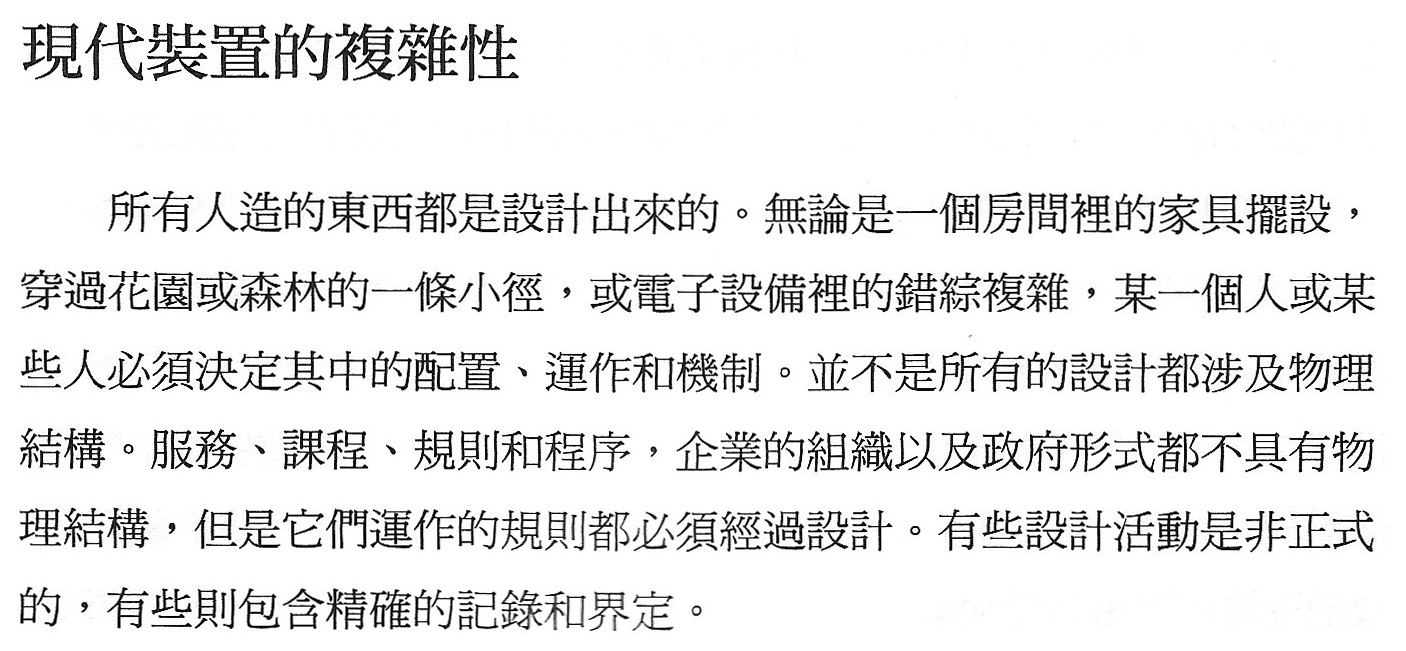 現代裝置的複雜性
所有人造的東西都是設計出來的。無論是一個房間裡的家具擺設，
穿過花園或森林的一條小徑，或電子設備裡的錯綜複雜，某一個人或某
些人必須決定其中的配置、運作和機制。並不是所有的設計都涉及物理
結構。服務、課程、規則和程序，企業的組織以及政府形式都不具有物
理結構，但是它們運作的規則都必須經過設計。有些設計活動是非正式
的，有些則包含精確的記錄和界定。